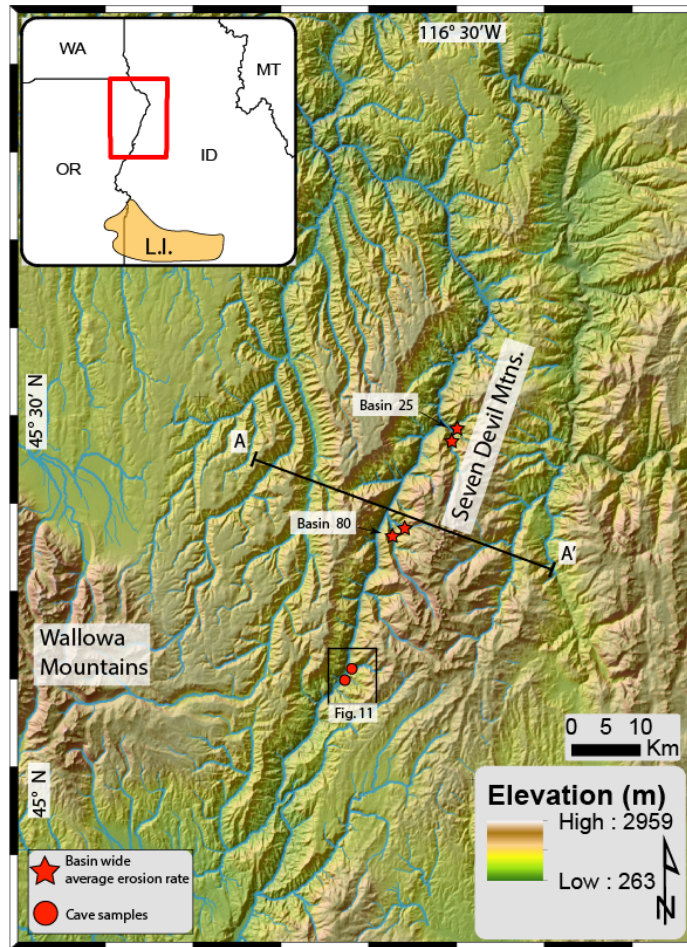 116° 30'W
WA
MT
OR
ID
L.I.
45° 30' N
Basin 25
Seven Devil Mtns.
A
Basin 80
A'
Wallowa
Mountains
Fig. 11
0 5 10
Km
45° N
Elevation (m)
High : 2959
Low : 263
N
Basin wide
average erosion rate
Cave samples